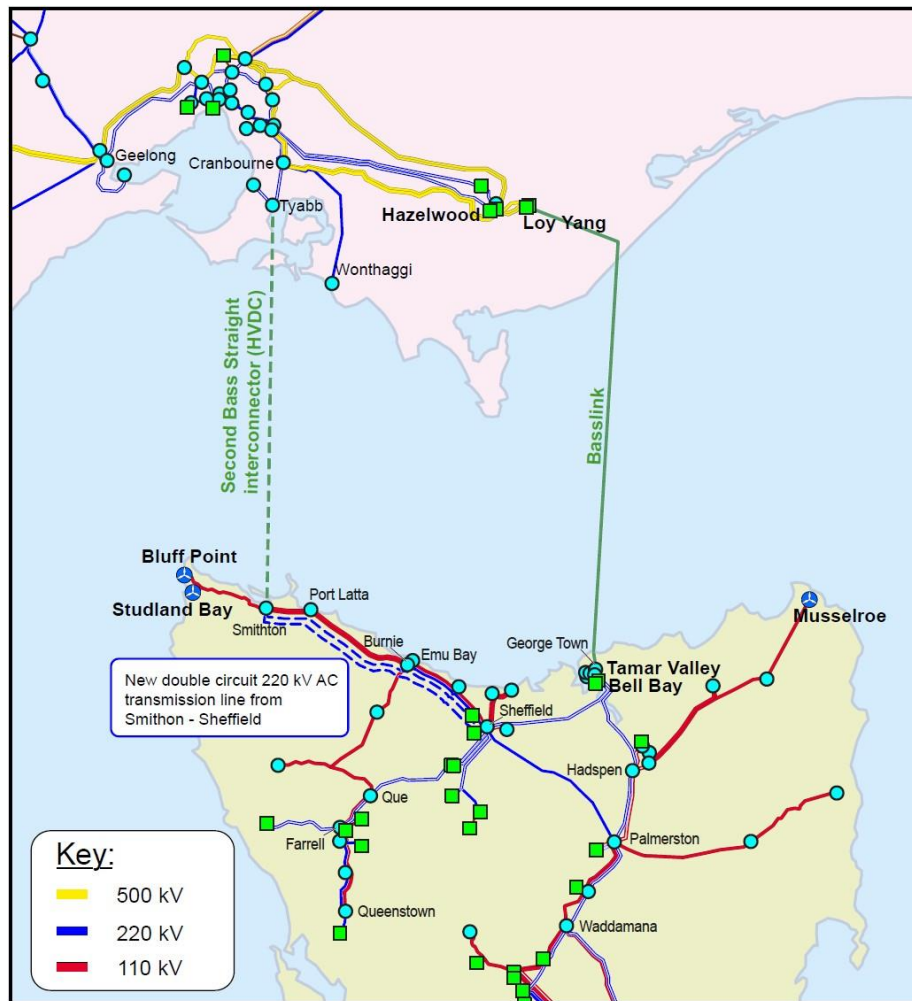 Geelong
Cranbourne
Tyabb
Hazelwood
Loy Yang
Wonthaggi
Second Bass Straight
interconnector (HVDC)
Basslink
Bluff Point
Studland Bay
Smithton
Port Latta
Burnie
Emu Bay
George Town
Tamar Valley
Bell Bay
Musselroe
New double circuit 220 kV AC
transmission line from
Smithon - Sheffield
Sheffield
Hadspen
Que
Farrell
Palmerston
Queenstown
Waddamana
Key:
500 kV
220 kV
110 kV